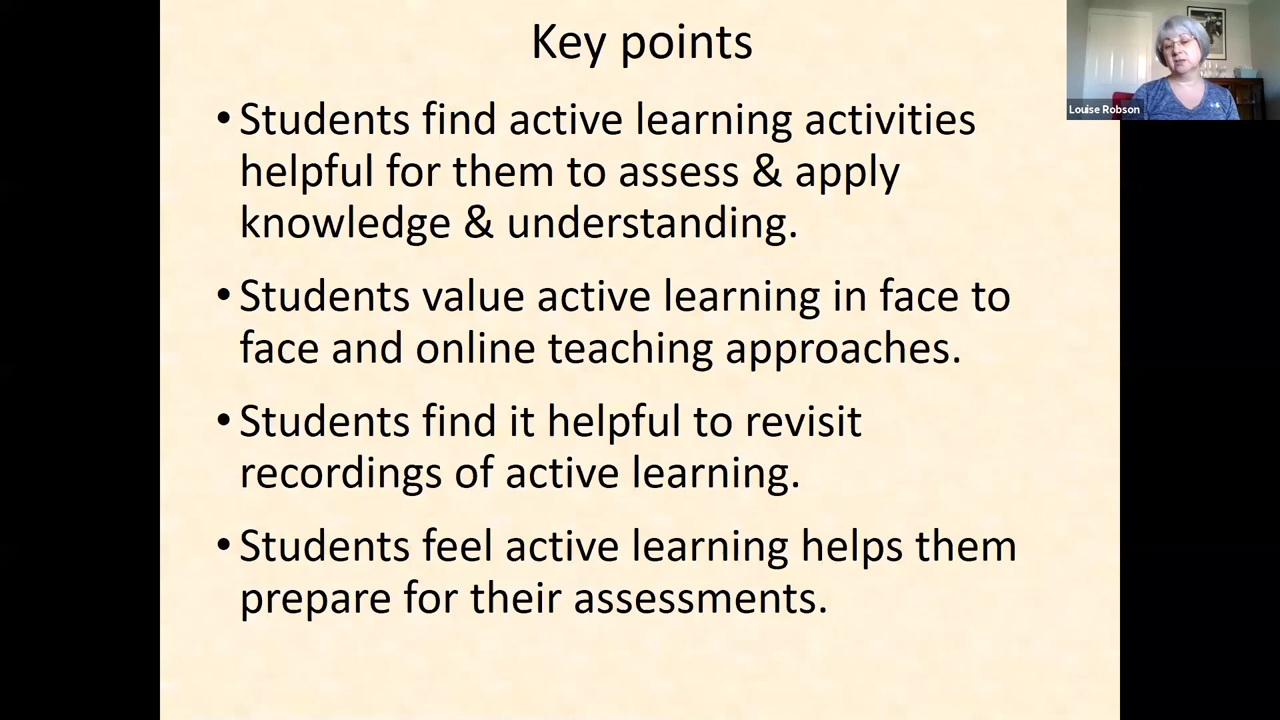 Key points
• Students find active learning activities
helpful for them to assess & apply
knowledge & understanding.
• Students value active learning in face to
face and online teaching approaches.
• Students find it helpful to revisit
recordings of active learning.
• Students feel active learning helps them
prepare for their assessments.
Louise Robson